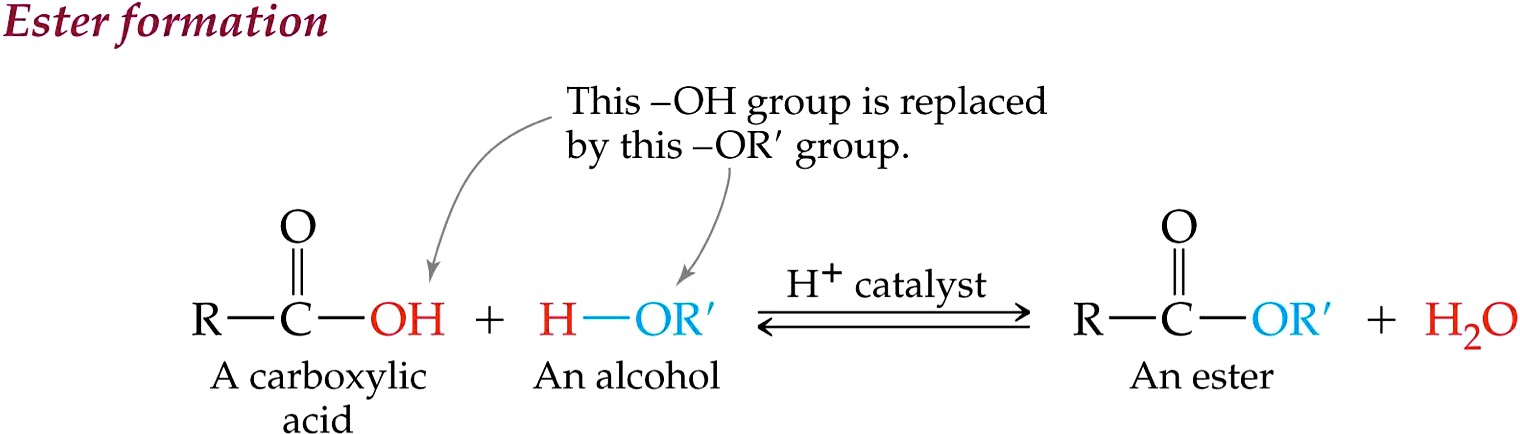 Ester formation
This –OH group is replaced
by this –OR′ group.
O O
R—C—OH + H—OR′ H⁺ catalyst R—C—OR′ + H₂O
A carboxylic An alcohol An ester
acid